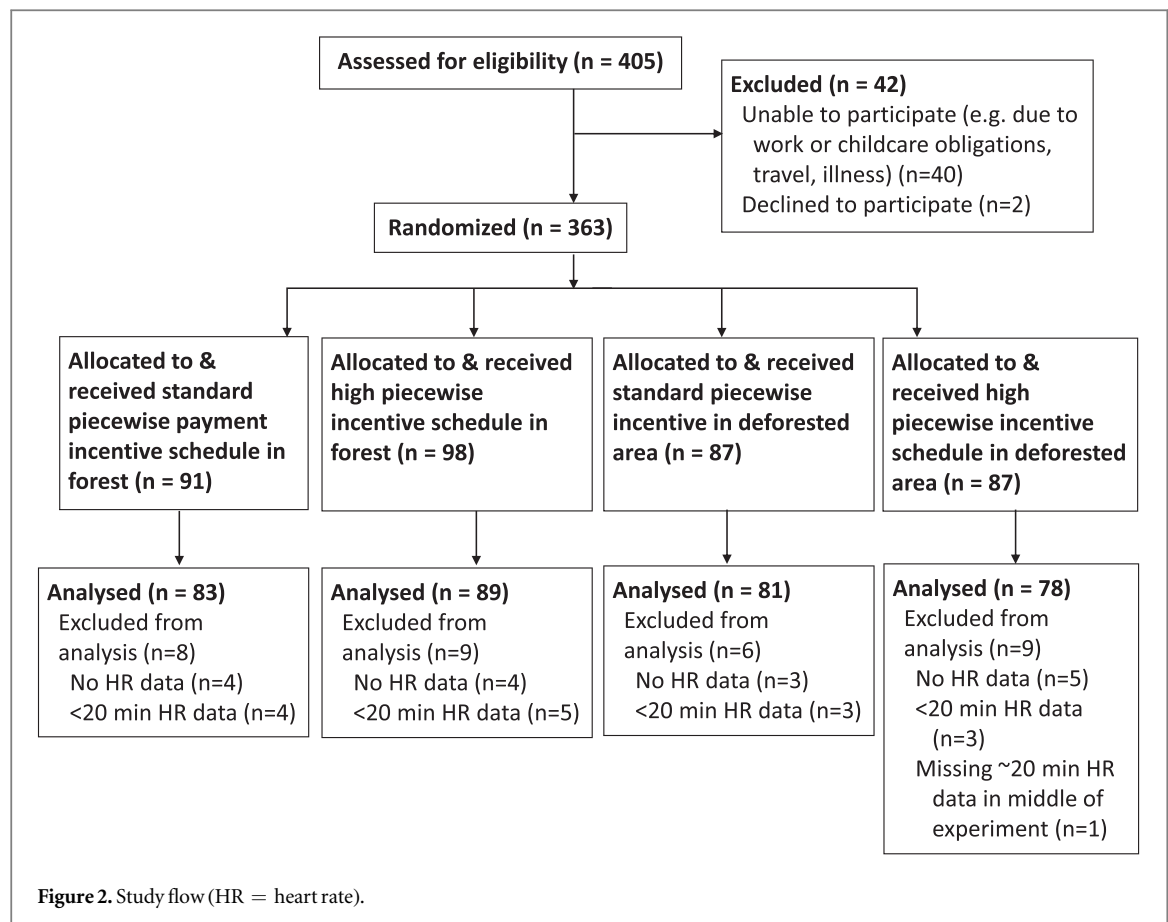 Assessed for eligibility (n = 405)
Excluded (n = 42)
Unable to participate (e.g. due to
work or childcare obligations,
travel, illness) (n=40)
Declined to participate (n=2)
Randomized (n = 363)
Allocated to &
received standard
piecewise payment
incentive schedule in
forest (n = 91)
Allocated to & received
high piecewise
incentive schedule in
forest (n = 98)
Allocated to & received
standard piecewise
incentive in deforested
area (n = 87)
Allocated to &
received high
piecewise incentive
schedule in deforested
area (n = 87)
Analysed (n = 83)
Excluded from
analysis (n=8)
No HR data (n=4)
<20 min HR data (n=4)
Analysed (n = 89)
Excluded from
analysis (n=9)
No HR data (n=4)
<20 min HR data (n=5)
Analysed (n = 81)
Excluded from
analysis (n=6)
No HR data (n=3)
<20 min HR data (n=3)
Analysed (n = 78)
Excluded from
analysis (n=9)
No HR data (n=5)
<20 min HR data
(n=3)
Missing ~20 min HR
data in middle of
experiment (n=1)
Figure 2. Study flow (HR = heart rate).